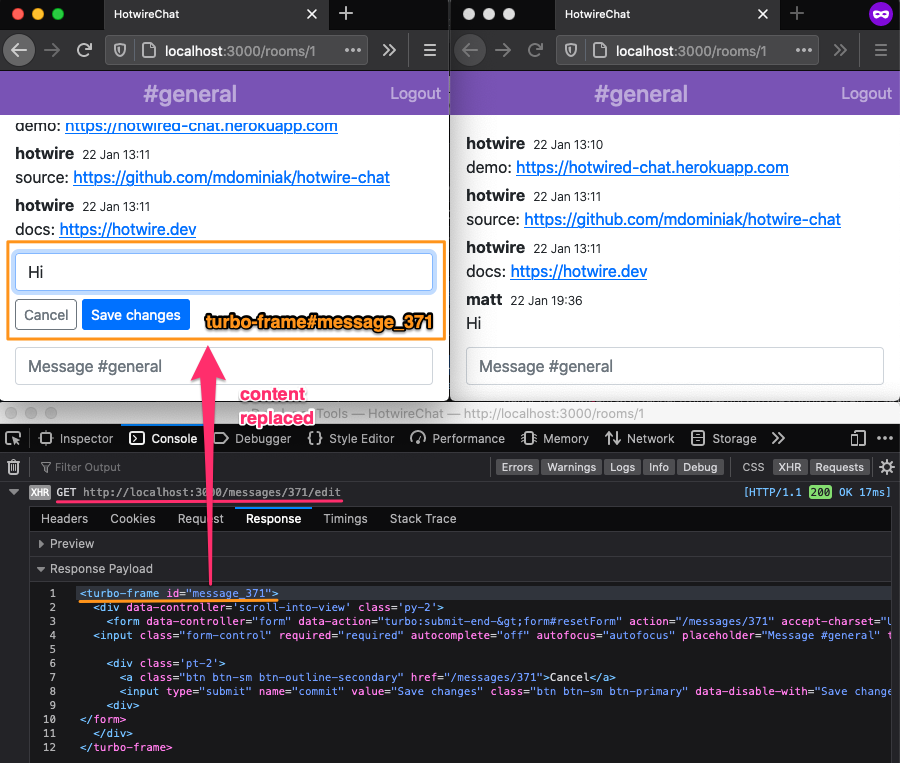 HotwireChat
localhost:3000/rooms/1
#general
Logout
demo: https://hotwired-chat.herokuapp.com
hotwire 22 Jan 13:11
source: https://github.com/mdominiak/hotwire-chat
hotwire 22 Jan 13:11
docs: https://hotwire.dev
Hi
Cancel
Save changes
turbo-frame#message_371
Message #general
HotwireChat
localhost:3000/rooms/1
#general
Logout
hotwire 22 Jan 13:10
demo: https://hotwired-chat.herokuapp.com
hotwire 22 Jan 13:11
source: https://github.com/mdominiak/hotwire-chat
hotwire 22 Jan 13:11
docs: https://hotwire.dev
matt 22 Jan 19:36
Hi
Message #general
content
replaced
Tools — HotwireChat — http://localhost:3000/rooms/1
Inspector Console Debugger Style Editor Performance Memory Network Storage
Filter Output Errors Warnings Logs Info Debug CSS XHR Requests
XHR GET http://localhost:3000/messages/371/edit [HTTP/1.1 200 OK 17ms]
Headers Cookies Request Response Timings Stack Trace
Preview
Response Payload
1 <turbo-frame id="message_371">
2 <div data-controller='scroll-into-view' class='py-2'>
3 <form data-controller="form" data-action="turbo:submit-end-&gt;form#resetForm" action="/messages/371" accept-charset="U
4 <input class="form-control" required="required" autocomplete="off" autofocus="autofocus" placeholder="Message #general" t
5
6 <div class='pt-2'>
7 <a class="btn btn-sm btn-outline-secondary" href="/messages/371">Cancel</a>
8 <input type="submit" name="commit" value="Save changes" class="btn btn-sm btn-primary" data-disable-with="Save change
9 <div>
10 </form>
11 </div>
12 </turbo-frame>